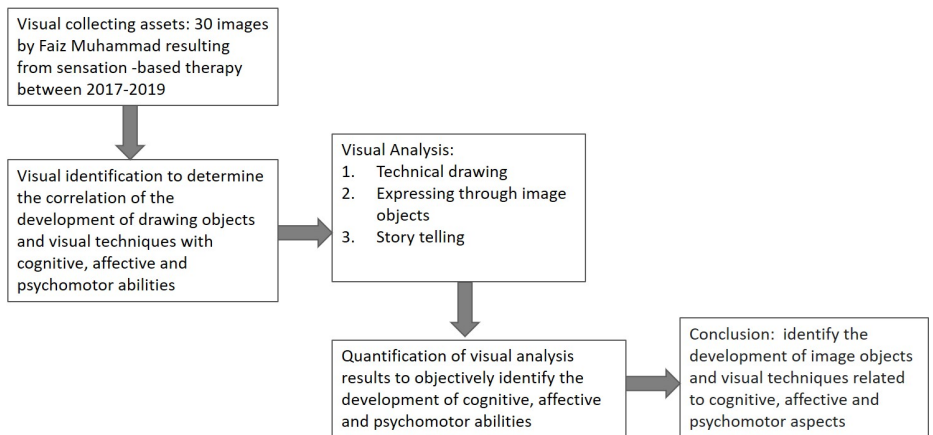 Visual collecting assets: 30 images
by Faiz Muhammad resulting
from sensation -based therapy
between 2017-2019
Visual identification to determine
the correlation of the
development of drawing objects
and visual techniques with
cognitive, affective and
psychomotor abilities
Visual Analysis:
1. Technical drawing
2. Expressing through image
objects
3. Story telling
Quantification of visual analysis
results to objectively identify the
development of cognitive, affective
and psychomotor abilities
Conclusion: identify the
development of image objects
and visual techniques related
to cognitive, affective and
psychomotor aspects